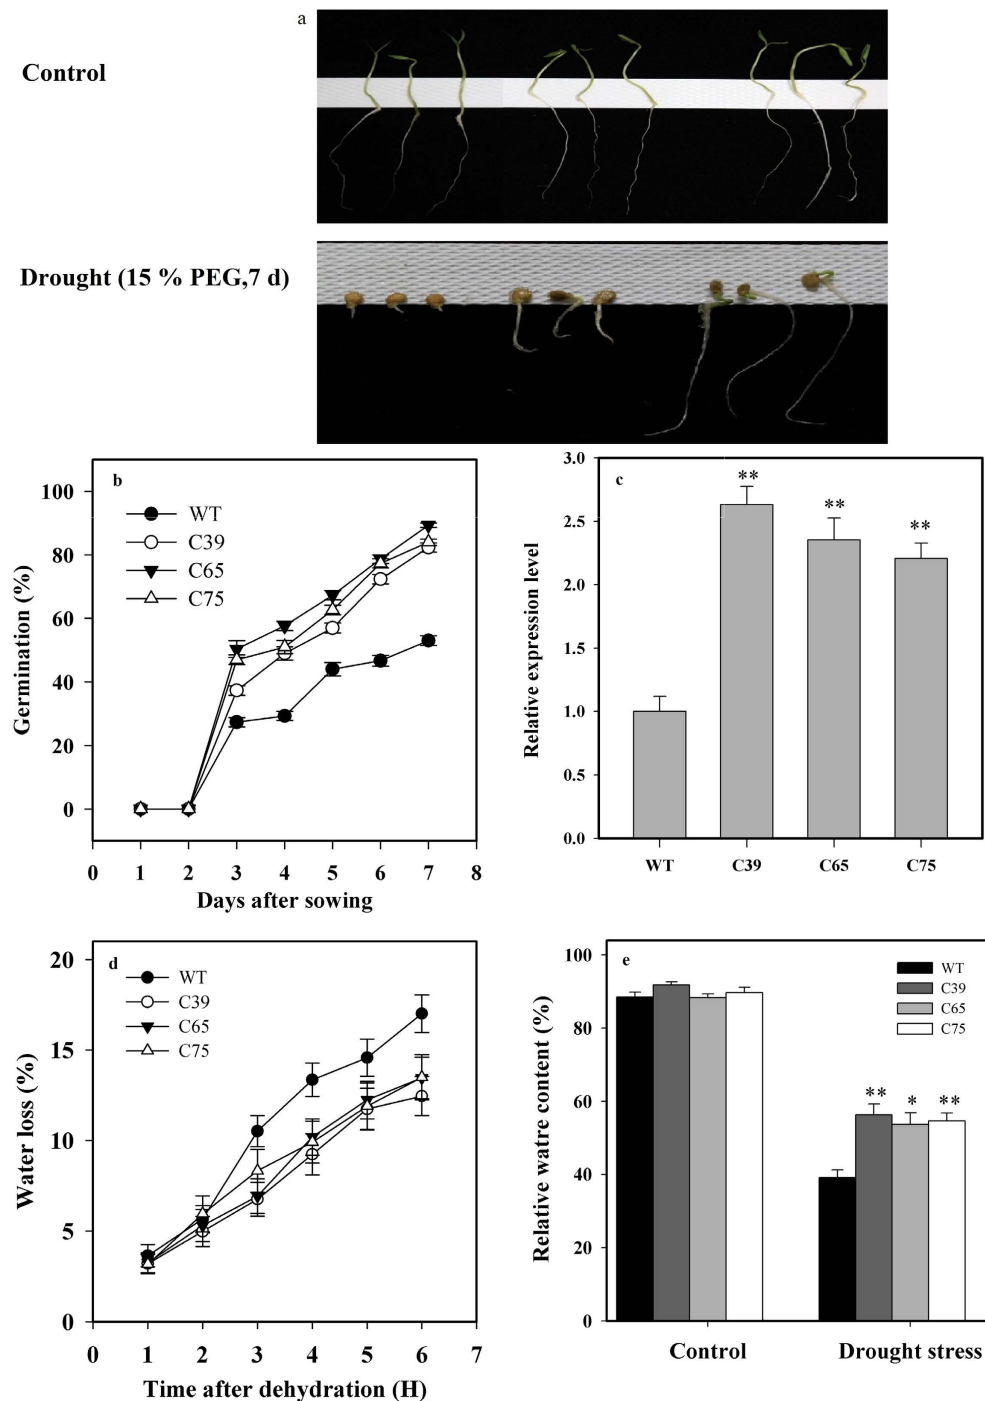 a
Control
Drought (15 % PEG,7 d)
b
WT
C39
C65
C75
100
80
60
40
20
0
Germination (%)
0 1 2 3 4 5 6 7 8
Days after sowing
c
3.0
2.5
2.0
1.5
1.0
0.5
0.0
Relative expression level
** ** **
WT C39 C65 C75
d
WT
C39
C65
C75
20
15
10
5
0
Water loss (%)
0 1 2 3 4 5 6 7
Time after dehydration (H)
e
WT
C39
C65
C75
100
80
60
40
20
0
Relative watre content (%)
** * **
Control Drought stress